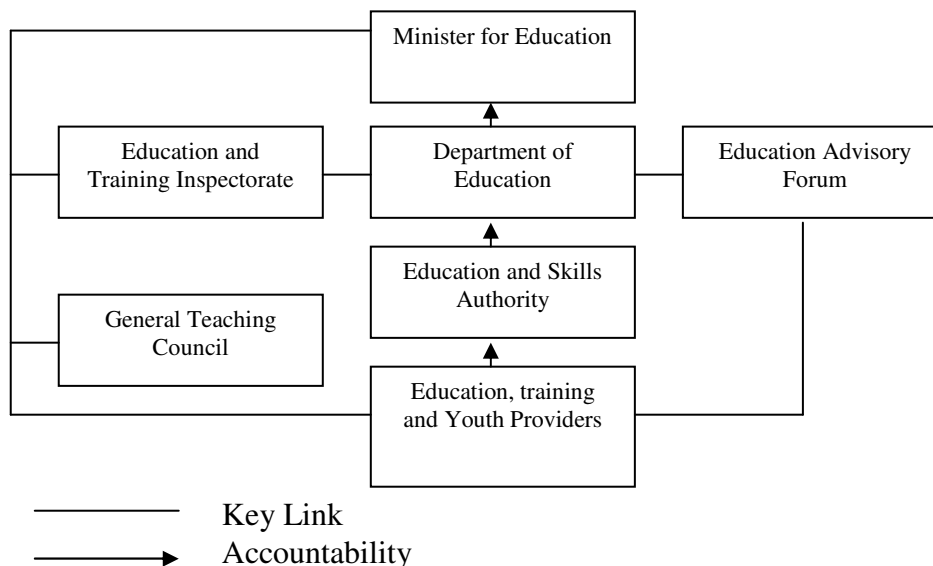 Minister for Education
Education and
Training Inspectorate
Department of
Education
Education Advisory
Forum
Education and Skills
Authority
General Teaching
Council
Education, training
and Youth Providers
Key Link
Accountability